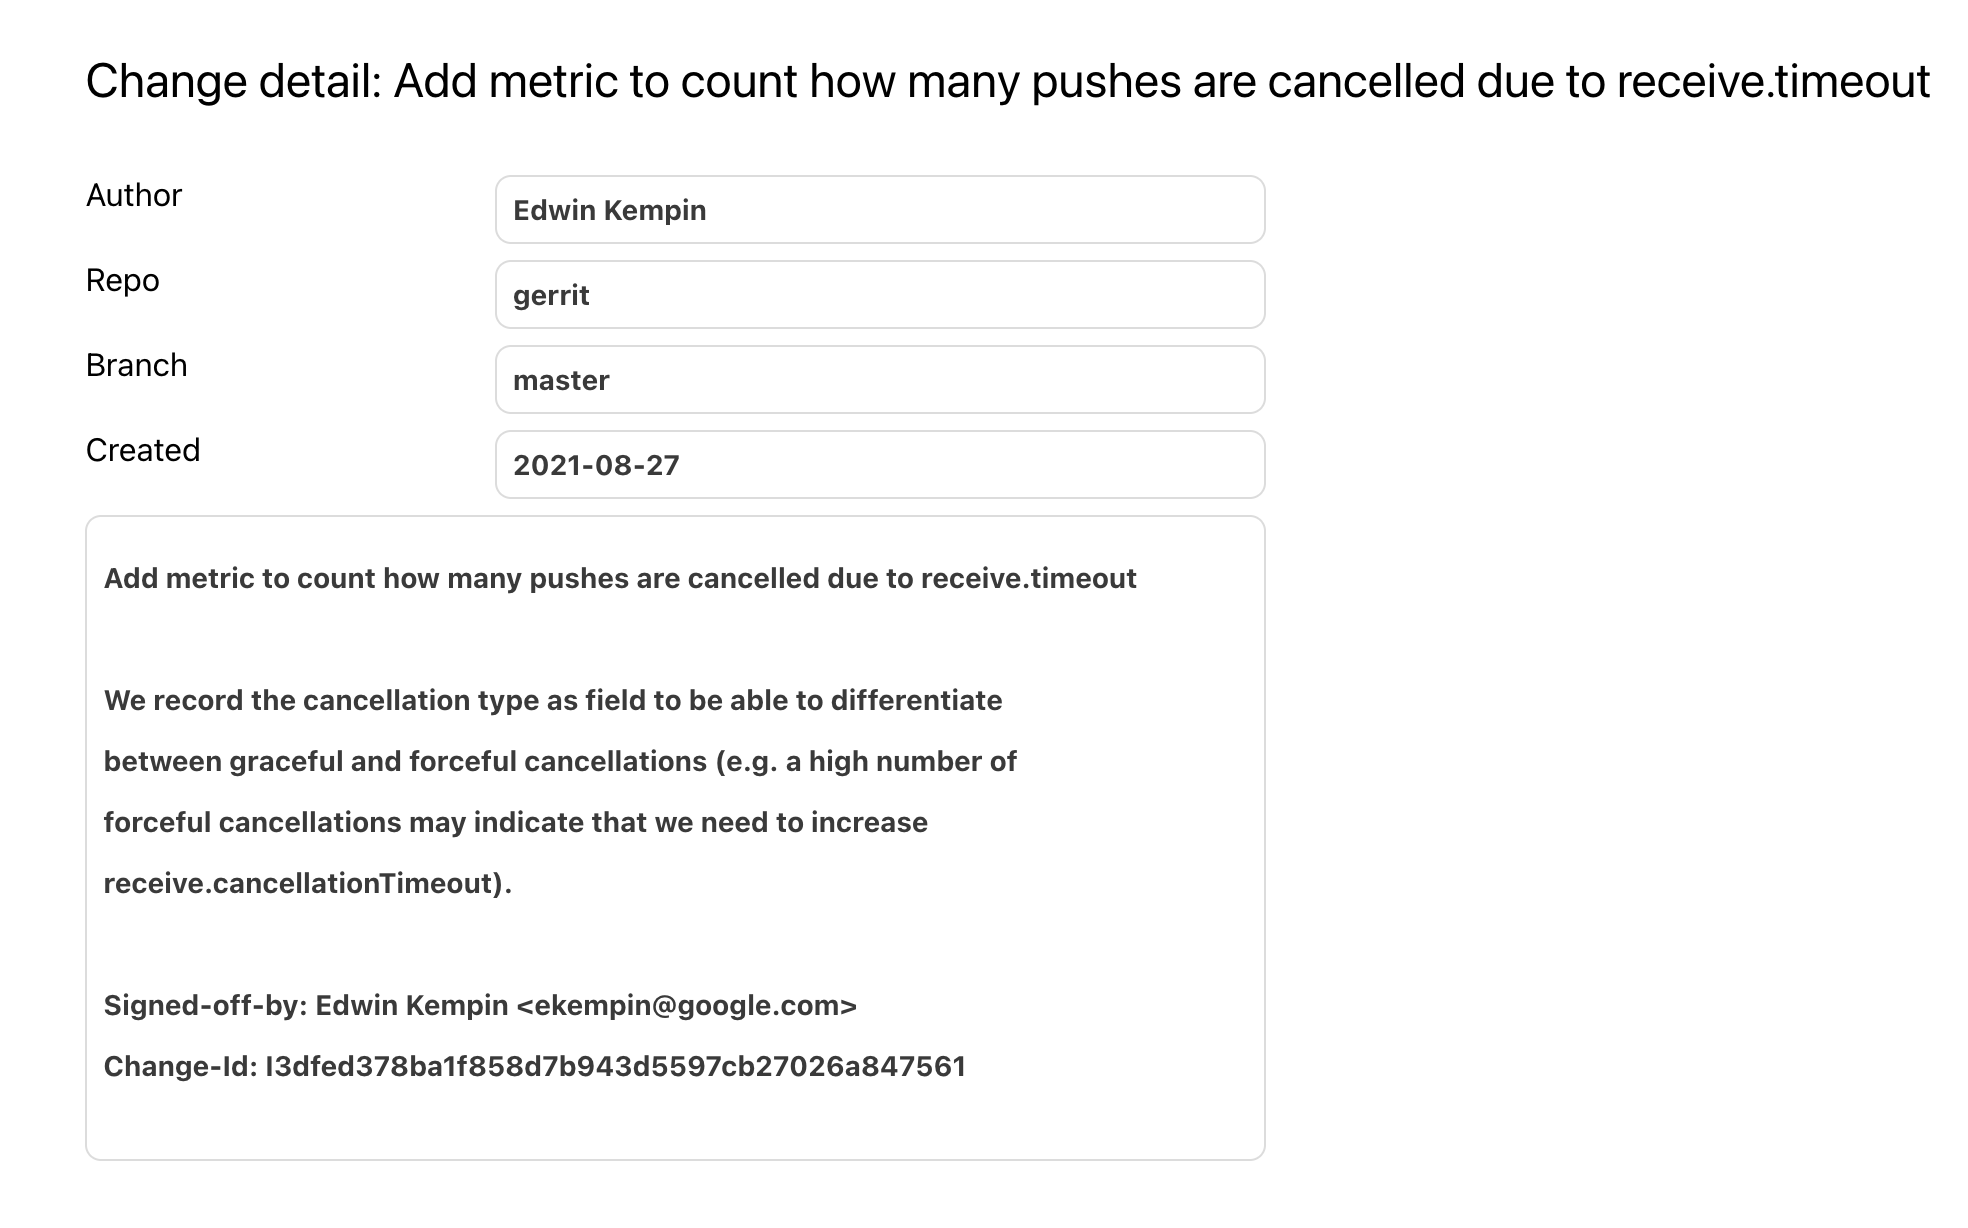 Change detail: Add metric to count how many pushes are cancelled due to receive.timeout
Author
Edwin Kempin
Repo
gerrit
Branch
master
Created
2021-08-27
Add metric to count how many pushes are cancelled due to receive.timeout
We record the cancellation type as field to be able to differentiate
between graceful and forceful cancellations (e.g. a high number of
forceful cancellations may indicate that we need to increase
receive.cancellationTimeout).
Signed-off-by: Edwin Kempin <ekempin@google.com>
Change-Id: I3dfed378ba1f858d7b943d5597cb27026a847561